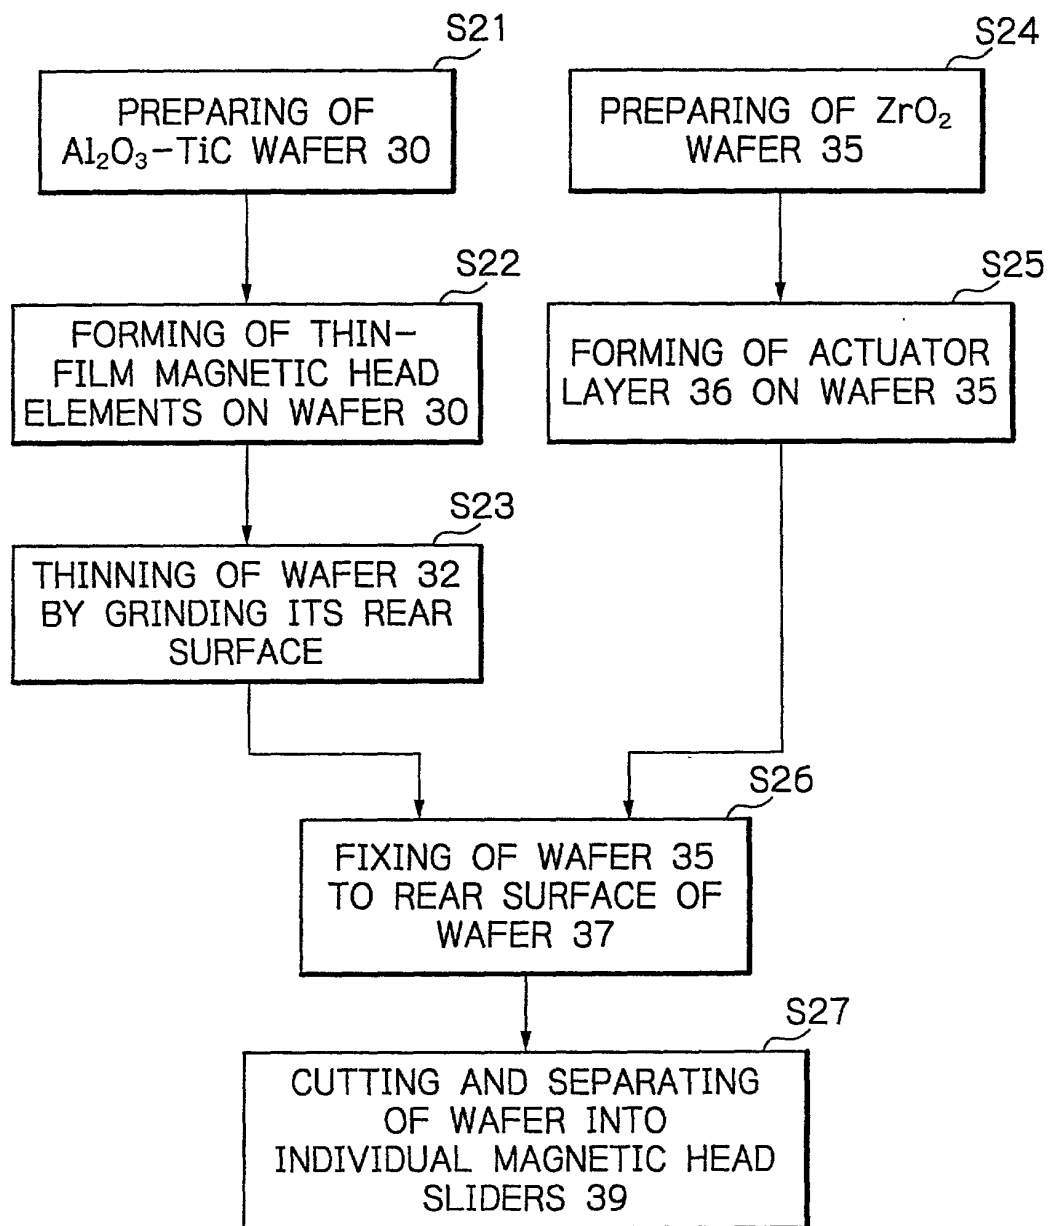 S21
PREPARING OF
Al₂O₃-TiC WAFER 30
S24
PREPARING OF ZrO₂
WAFER 35
S22
FORMING OF THIN-
FILM MAGNETIC HEAD
ELEMENTS ON WAFER 30
S25
FORMING OF ACTUATOR
LAYER 36 ON WAFER 35
S23
THINNING OF WAFER 32
BY GRINDING ITS REAR
SURFACE
S26
FIXING OF WAFER 35
TO REAR SURFACE OF
WAFER 37
S27
CUTTING AND SEPARATING
OF WAFER INTO
INDIVIDUAL MAGNETIC HEAD
SLIDERS 39